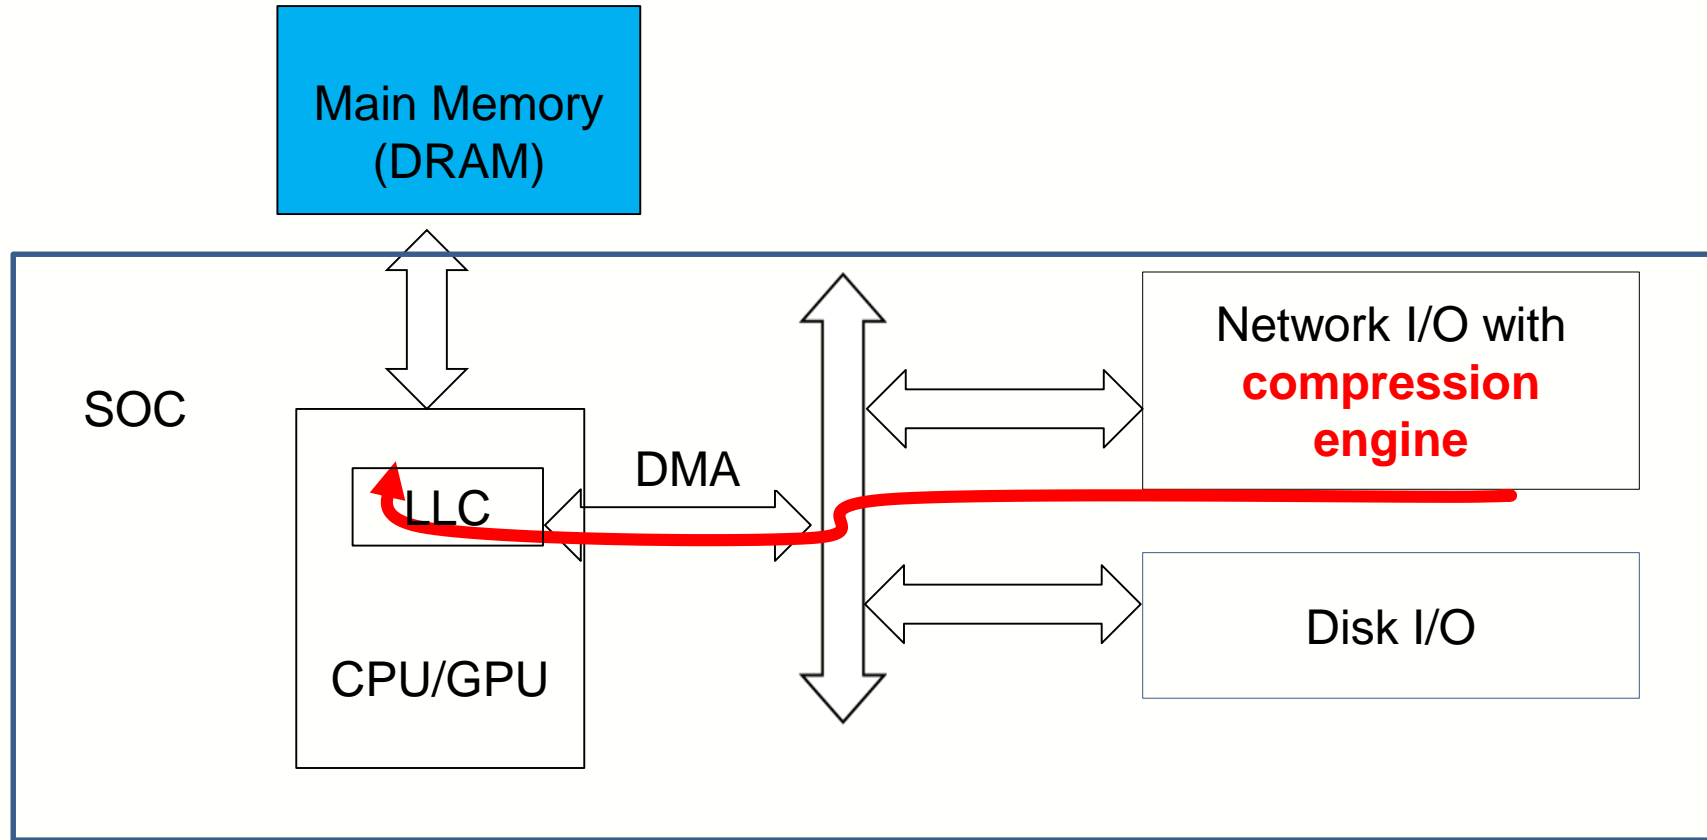 Main Memory
(DRAM)
SOC
LLC
DMA
CPU/GPU
Network I/O with
compression
engine
Disk I/O